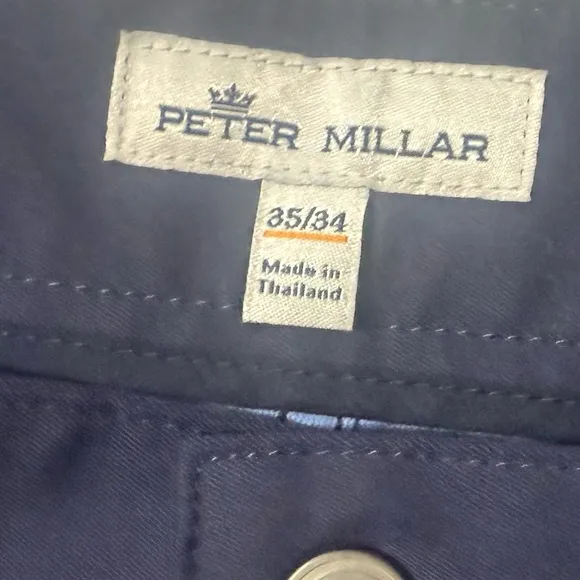 PETER MILLAR
35/34
Made in
Thailand